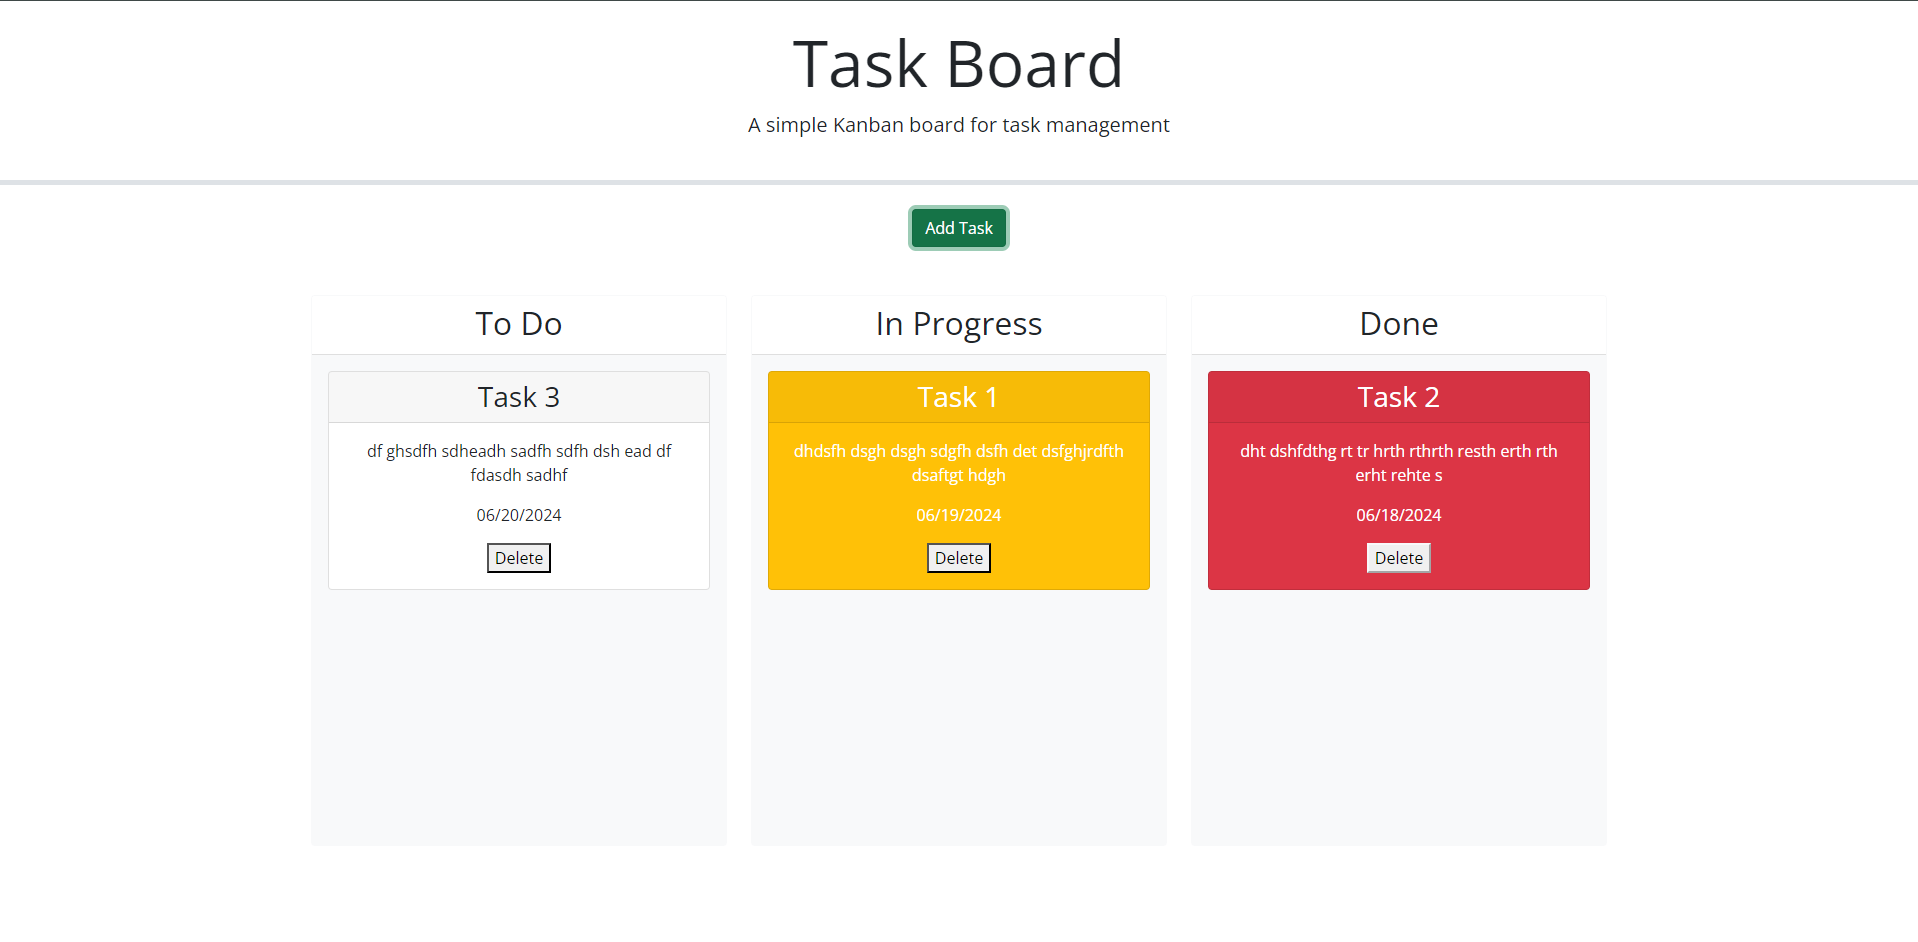 Task Board
A simple Kanban board for task management
Add Task
To Do
Task 3
df ghsdfh sdheadh sadfh sdfh dsh ead df
fdasdh sadhf
06/20/2024
Delete
In Progress
Task 1
dhdsfh dsgh dsgh sdgfh dsfh det dsfghjrdfth
dsaftgt hdgh
06/19/2024
Delete
Done
Task 2
dht dshfdthg rt tr hrth rthrth resth erth rth
erht rehte s
06/18/2024
Delete